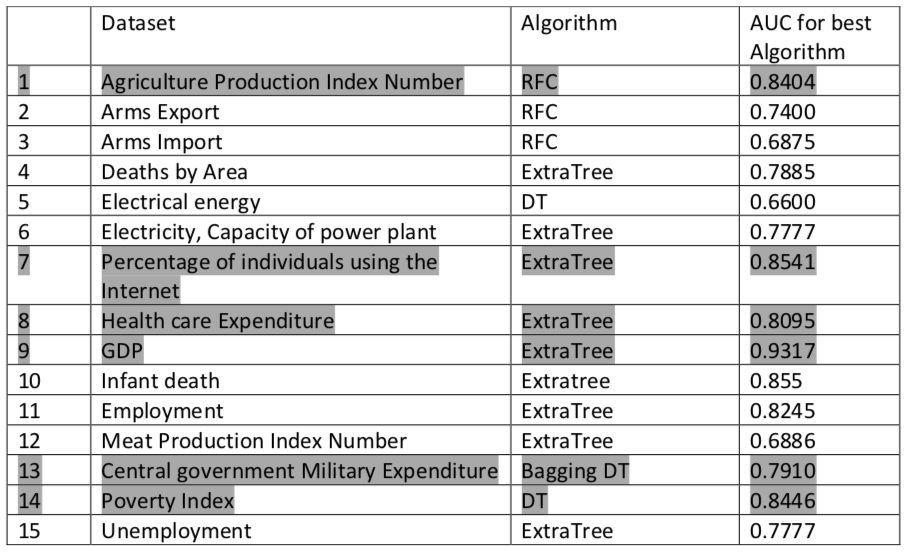 Dataset Algorithm AUC for best
Algorithm
1 Agriculture Production Index Number RFC 0.8404
2 Arms Export RFC 0.7400
3 Arms Import RFC 0.6875
4 Deaths by Area ExtraTree 0.7885
5 Electrical energy DT 0.6600
6 Electricity, Capacity of power plant ExtraTree 0.7777
7 Percentage of individuals using the ExtraTree 0.8541
Internet
8 Health care Expenditure ExtraTree 0.8095
9 GDP ExtraTree 0.9317
10 Infant death Extratree 0.855
11 Employment ExtraTree 0.8245
12 Meat Production Index Number ExtraTree 0.6886
13 Central government Military Expenditure Bagging DT 0.7910
14 Poverty Index DT 0.8446
15 Unemployment ExtraTree 0.7777